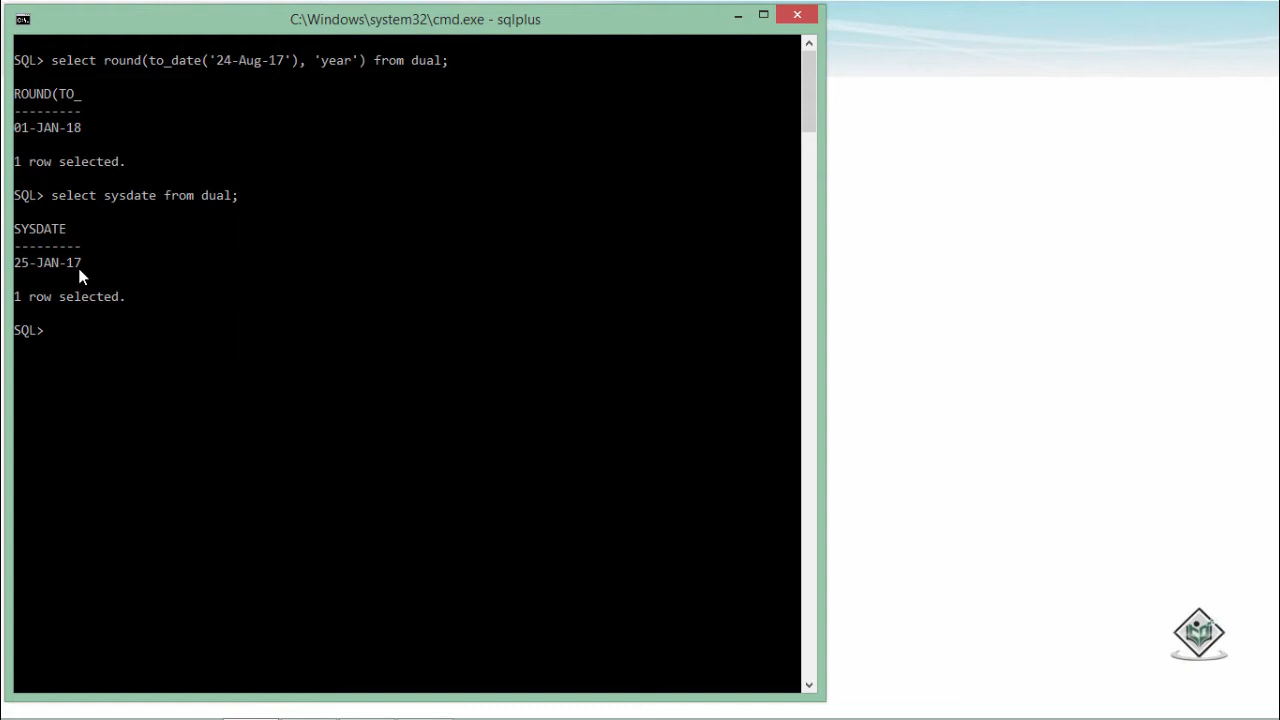 C:\Windows\system32\cmd.exe - sqlplus
SQL> select round(to_date('24-Aug-17'), 'year') from dual;
ROUND(TO_
---------
01-JAN-18
1 row selected.
SQL> select sysdate from dual;
SYSDATE
---------
25-JAN-17
1 row selected.
SQL>